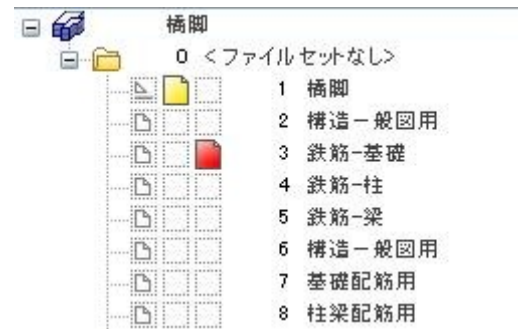 橋脚
0 <ファイルセットなし>
1 橋脚
2 構造一般図用
3 鉄筋-基礎
4 鉄筋-柱
5 鉄筋-梁
6 構造一般図用
7 基礎配筋用
8 柱梁配筋用